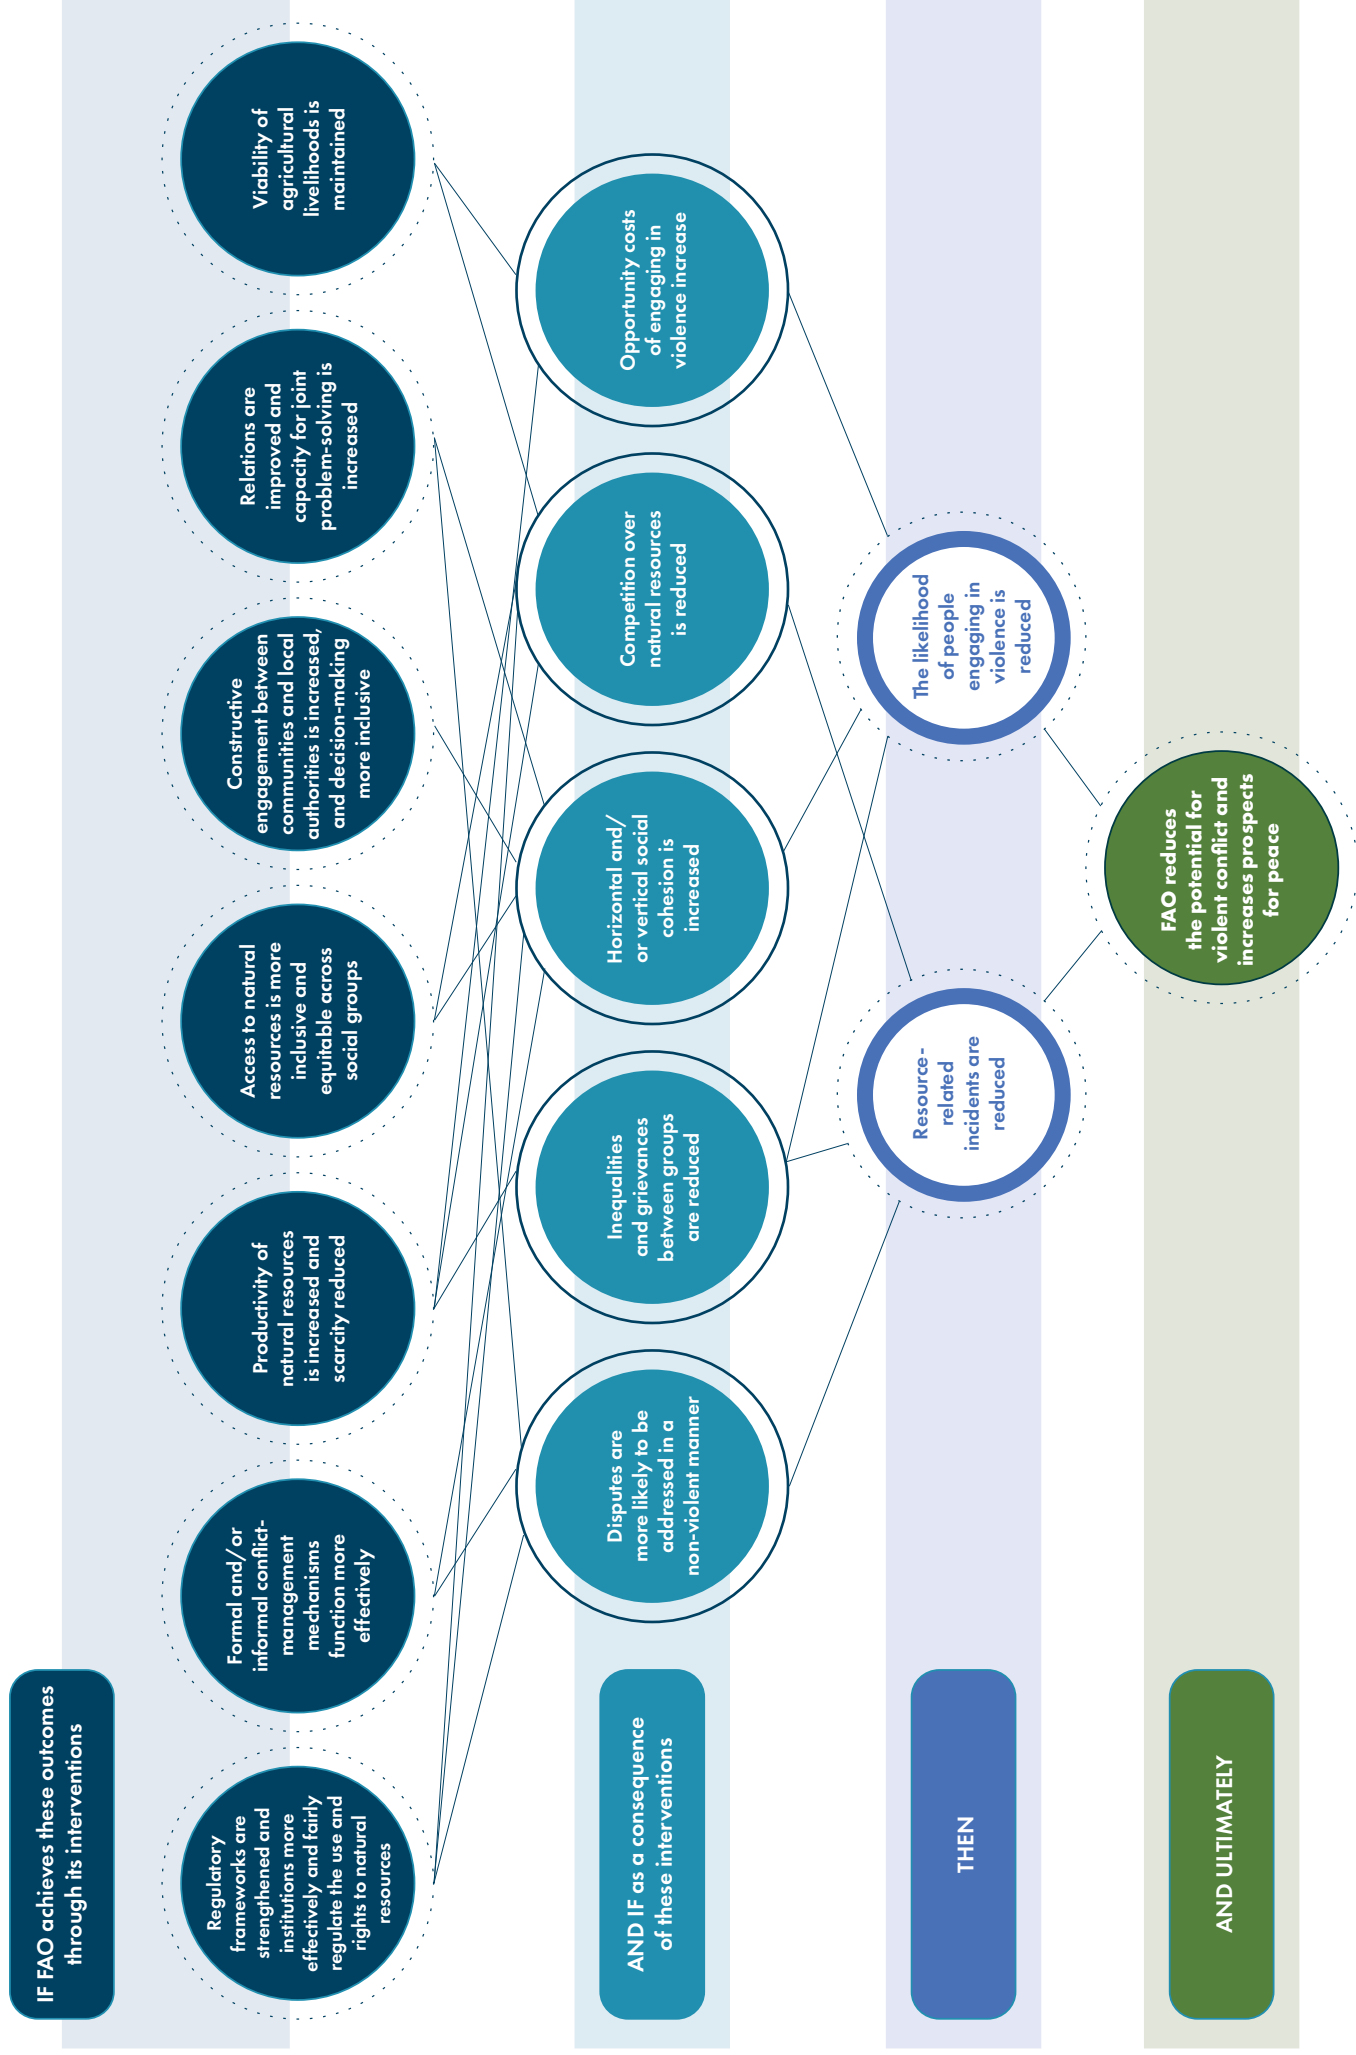 IF FAO achieves these outcomes
through its interventions
Regulatory
frameworks are
strengthened and
institutions more
effectively and fairly
regulate the use and
rights to natural
resources
Formal and/or
informal conflict-
management
mechanisms
function more
effectively
Productivity of
natural resources
is increased and
scarcity reduced
Access to natural
resources is more
inclusive and
equitable across
social groups
Constructive
engagement between
communities and local
authorities is increased,
and decision-making
more inclusive
Relations are
improved and
capacity for joint
problem-solving is
increased
Viability of
agricultural
livelihoods is
maintained
AND IF as a consequence
of these interventions
Disputes are
more likely to be
addressed in a
non-violent manner
Inequalities
and grievances
between groups
are reduced
Horizontal and/
or vertical social
cohesion is
increased
Competition over
natural resources
is reduced
Opportunity costs
of engaging in
violence increase
THEN
Resource-
related
incidents are
reduced
The likelihood
of people
engaging in
violence is
reduced
AND ULTIMATELY
FAO reduces
the potential for
violent conflict and
increases prospects
for peace